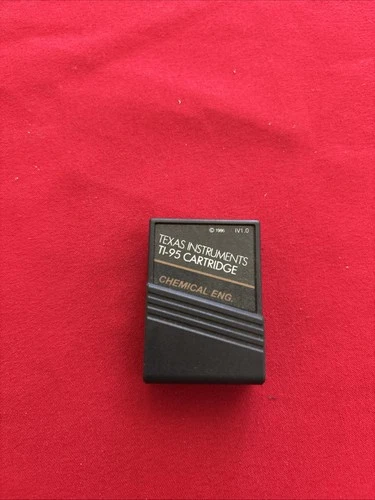 © 1986 IV1.0
TEXAS INSTRUMENTS
TI-95 CARTRIDGE
CHEMICAL ENG.